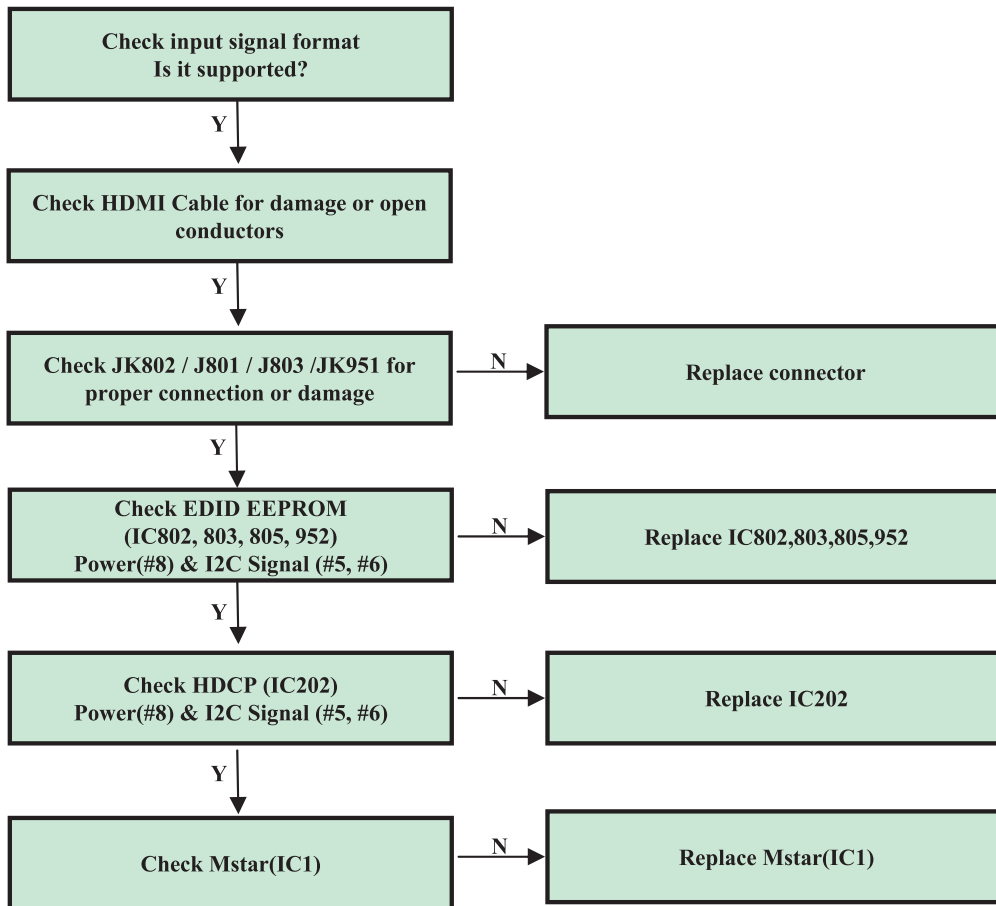 Check input signal format
Is it supported?
Y
Check HDMI Cable for damage or open
conductors
Y
Check JK802 / J801 / J803 /JK951 for
proper connection or damage
N
Replace connector
Y
Check EDID EEPROM
(IC802, 803, 805, 952)
Power(#8) & I2C Signal (#5, #6)
N
Replace IC802,803,805,952
Y
Check HDCP (IC202)
Power(#8) & I2C Signal (#5, #6)
N
Replace IC202
Y
Check Mstar(IC1)
N
Replace Mstar(IC1)